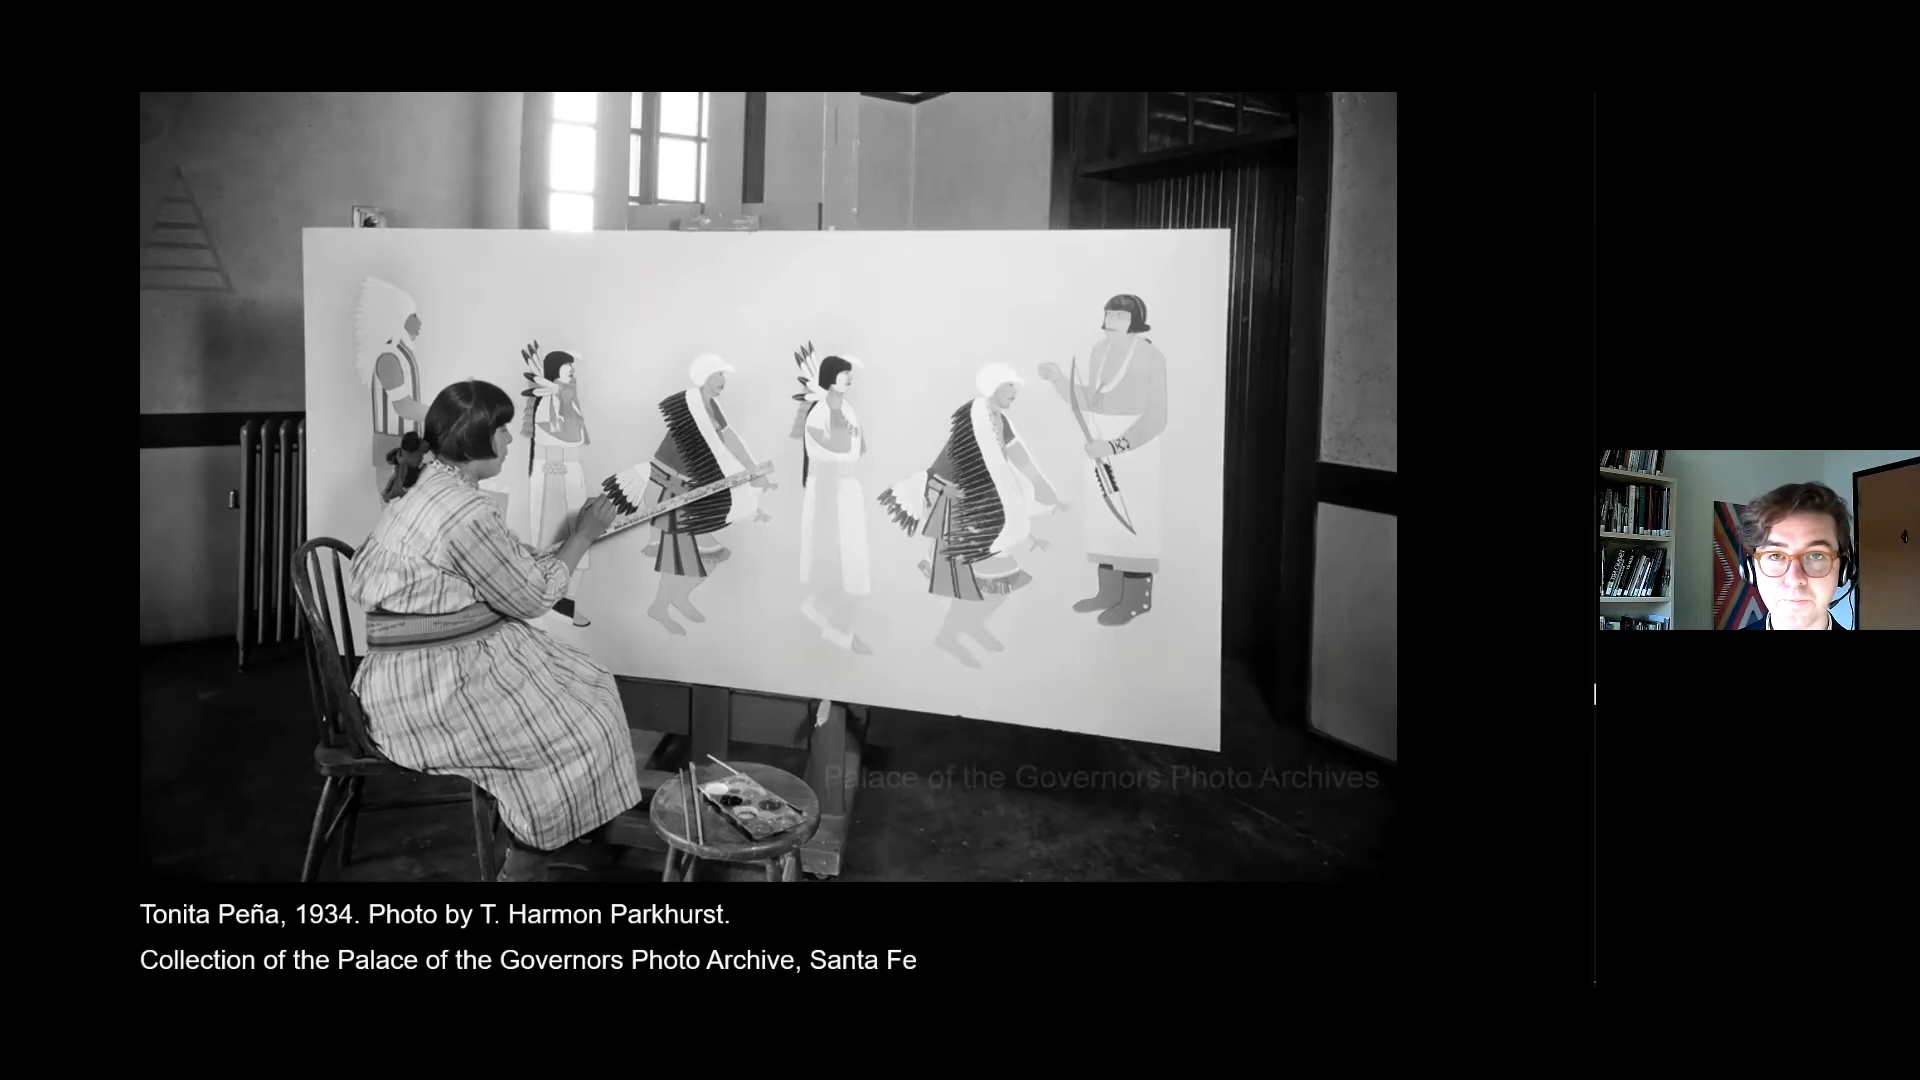 Palace of the Governors Photo Archives
Tonita Peña, 1934. Photo by T. Harmon Parkhurst.
Collection of the Palace of the Governors Photo Archive, Santa Fe